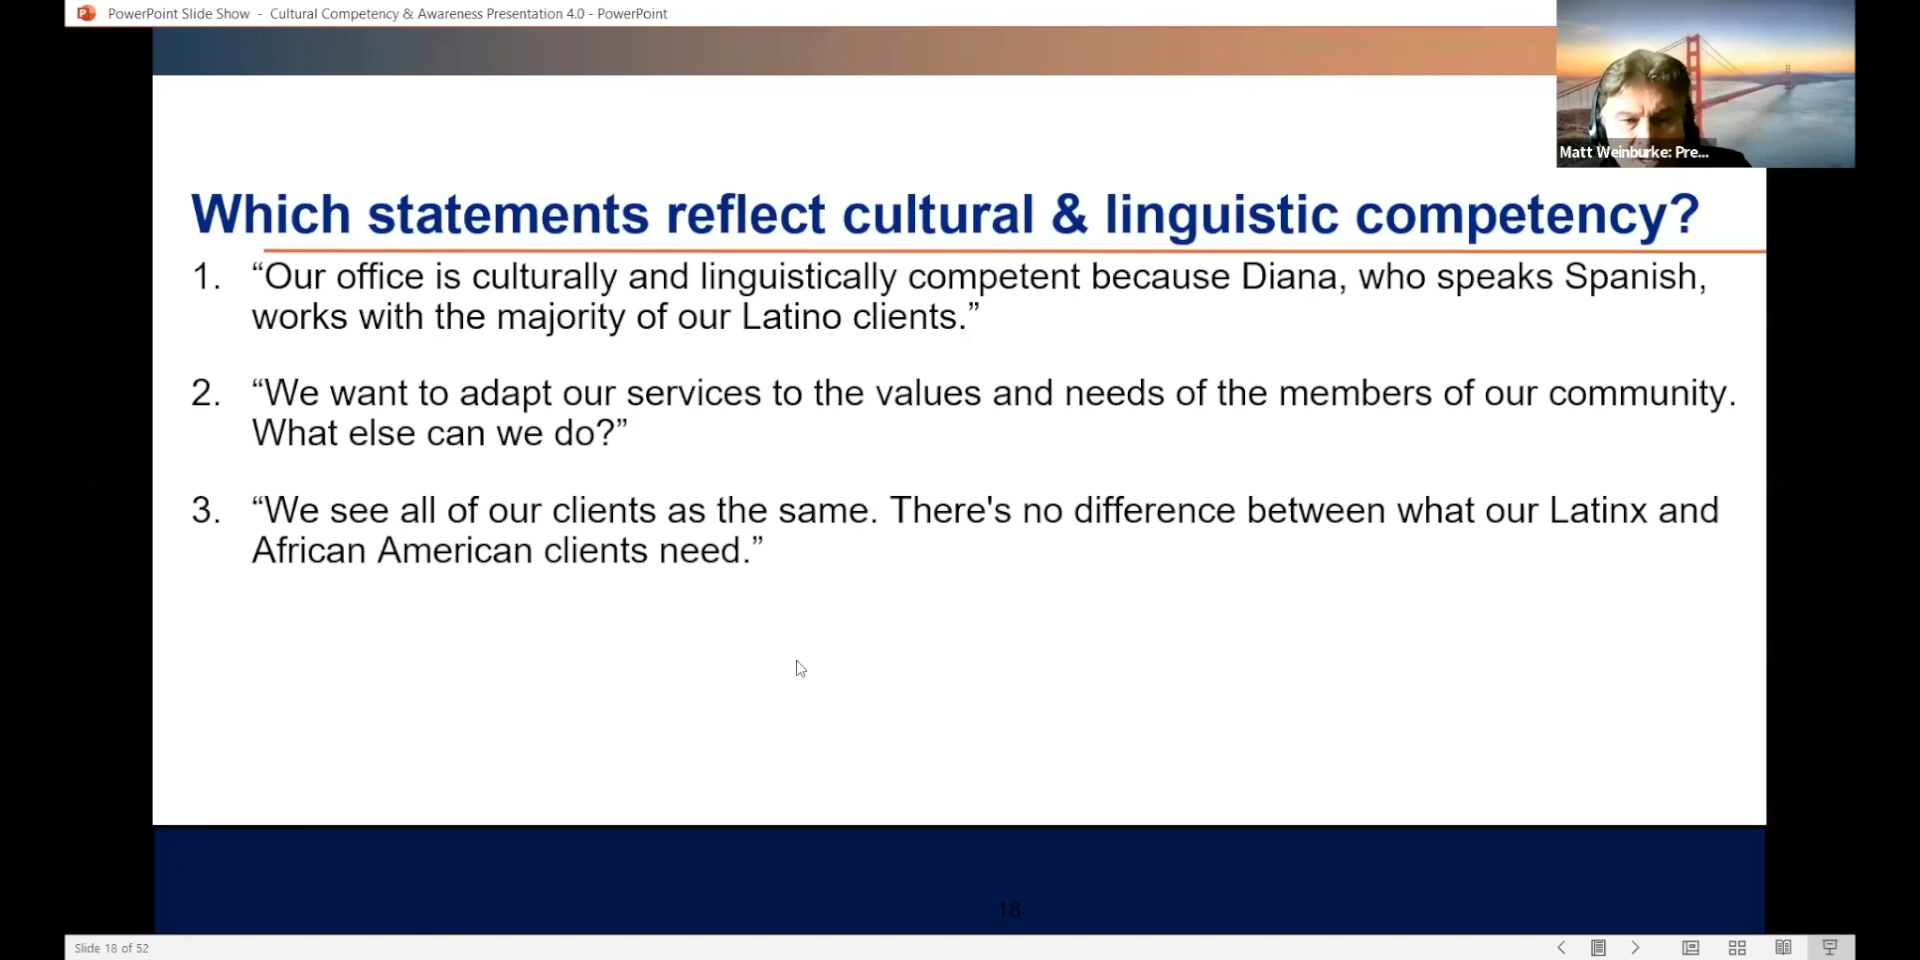 PowerPoint Slide Show - Cultural Competency & Awareness Presentation 4.0 - PowerPoint
Matt Weinburke: Pre...
Which statements reflect cultural & linguistic competency?
1. “Our office is culturally and linguistically competent because Diana, who speaks Spanish,
works with the majority of our Latino clients.”
2. “We want to adapt our services to the values and needs of the members of our community.
What else can we do?”
3. “We see all of our clients as the same. There's no difference between what our Latinx and
African American clients need.”
18
Slide 18 of 52